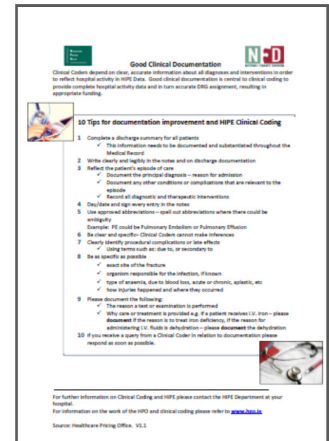 Good Clinical Documentation
NFD
Clinical Coders depend on clear, accurate information about all diagnoses and interventions in order
to reflect hospital activity in HIPE Data. Good clinical documentation is central to clinical coding to
provide complete hospital activity data and in turn accurate DRG assignment, resulting in
appropriate funding.
10 Tips for documentation improvement and HIPE Clinical Coding
1 Complete a discharge summary for all patients
✓ This information needs to be documented and substantiated throughout the
Medical Record
2 Write clearly and legibly in the notes and on discharge documentation
3 Reflect the patient's episode of care
✓ Document the principal diagnosis – reason for admission
✓ Document any other conditions or complications that are relevant to the
episode
✓ Record all diagnostic and therapeutic interventions
4 Day/date and sign every entry in the notes
5 Use approved abbreviations – spell out abbreviations where there could be
ambiguity
Example: PE could be Pulmonary Embolism or Pulmonary Effusion
6 Be clear and specific– Clinical Coders cannot make inferences
7 Clearly identify procedural complications or late effects
✓ Using terms such as: due to, or secondary to
8 Be as specific as possible
✓ exact site of the fracture
✓ organism responsible for the infection, if known
✓ type of anaemia, due to blood loss, acute or chronic, aplastic, etc
✓ how injuries happened and where they occurred
9 Please document the following:
✓ The reason a test or examination is performed
✓ Why care or treatment is provided e.g. if a patient receives I.V. iron – please
document if the reason is to treat iron deficiency, if the reason for
administering I.V. fluids is dehydration – please document the dehydration
10 If you receive a query from a Clinical Coder in relation to documentation please
respond as soon as possible.
For further information on Clinical Coding and HIPE please contact the HIPE Department at your
hospital.
For information on the work of the HPO and clinical coding please refer to www.hpo.ie
Source: Healthcare Pricing Office. V1.1